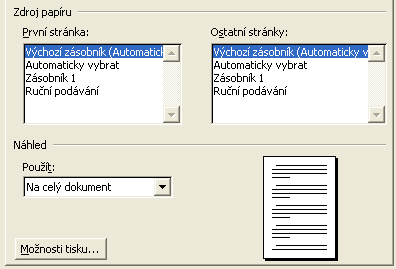 Zdroj papíru
První stránka:
Ostatní stránky:
Výchozí zásobník (Automatick
Automaticky vybrat
Zásobník 1
Ruční podávání
Výchozí zásobník (Automaticky v
Automaticky vybrat
Zásobník 1
Ruční podávání
Náhled
Použít:
Na celý dokument
Možnosti tisku...